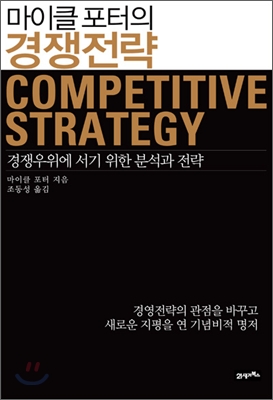 마이클 포터의
경쟁전략
COMPETITIVE
STRATEGY
경쟁우위에 서기 위한 분석과 전략
마이클 포터 지음
조동성 옮김
경영전략의 관점을 바꾸고
새로운 지평을 연 기념비적 명저
21세기북스
yes24